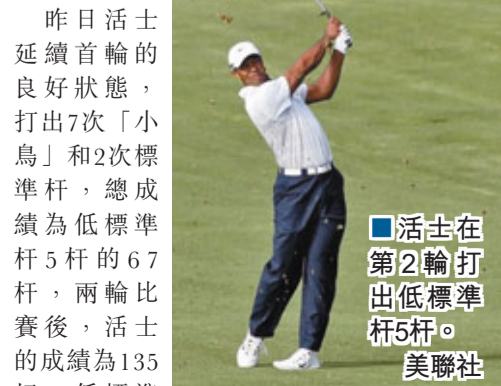 昨日活士
延續首輪的
良好狀態，
打出7次「小
鳥」和2次標
準杆，總成
績為低標準
杆5杆的67
杆，兩輪比
賽後，活士
的成績為135
■活士在
第2輪打
出低標準
杆5杆。
美聯社